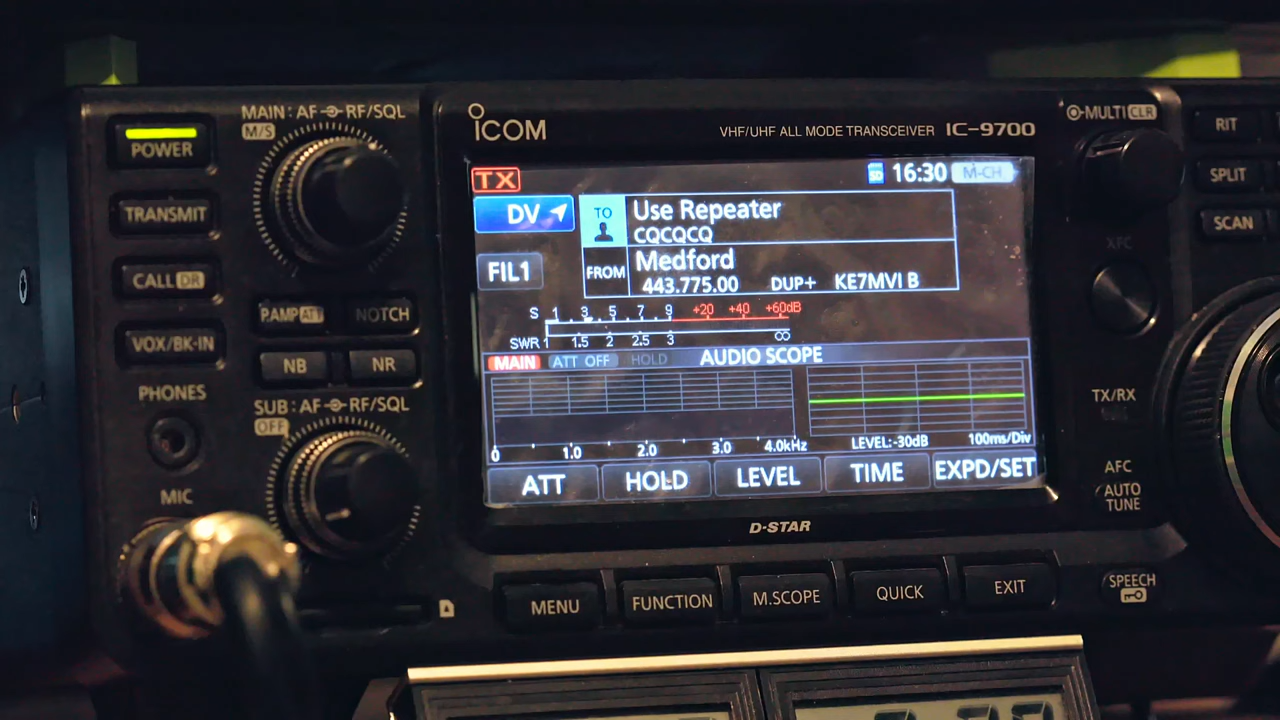 ICOM
VHF/UHF ALL MODE TRANSCEIVER IC-9700
MAIN : AF RF/SQL
M/S
MULTI CLR
POWER
TRANSMIT
CALL DR
VOX/BK-IN
P.AMP ATT
NOTCH
NB
NR
PHONES
SUB : AF RF/SQL
OFF
MIC
TX
SD 16:30 M-CH
DV
TO
Use Repeater
CQCQCQ
FIL1
FROM
Medford
443.775.00 DUP+ KE7MVI B
S 1 3 5 7 9 +20 +40 +60dB
SWR 1 1.5 2 2.5 3 ∞
MAIN ATT OFF HOLD AUDIO SCOPE
0 1.0 2.0 3.0 4.0kHz
LEVEL:-30dB 100ms/Div
ATT HOLD LEVEL TIME EXPD/SET
D-STAR
MENU FUNCTION M.SCOPE QUICK EXIT
RIT
SPLIT
SCAN
XFC
TX/RX
AFC
AUTO
TUNE
SPEECH